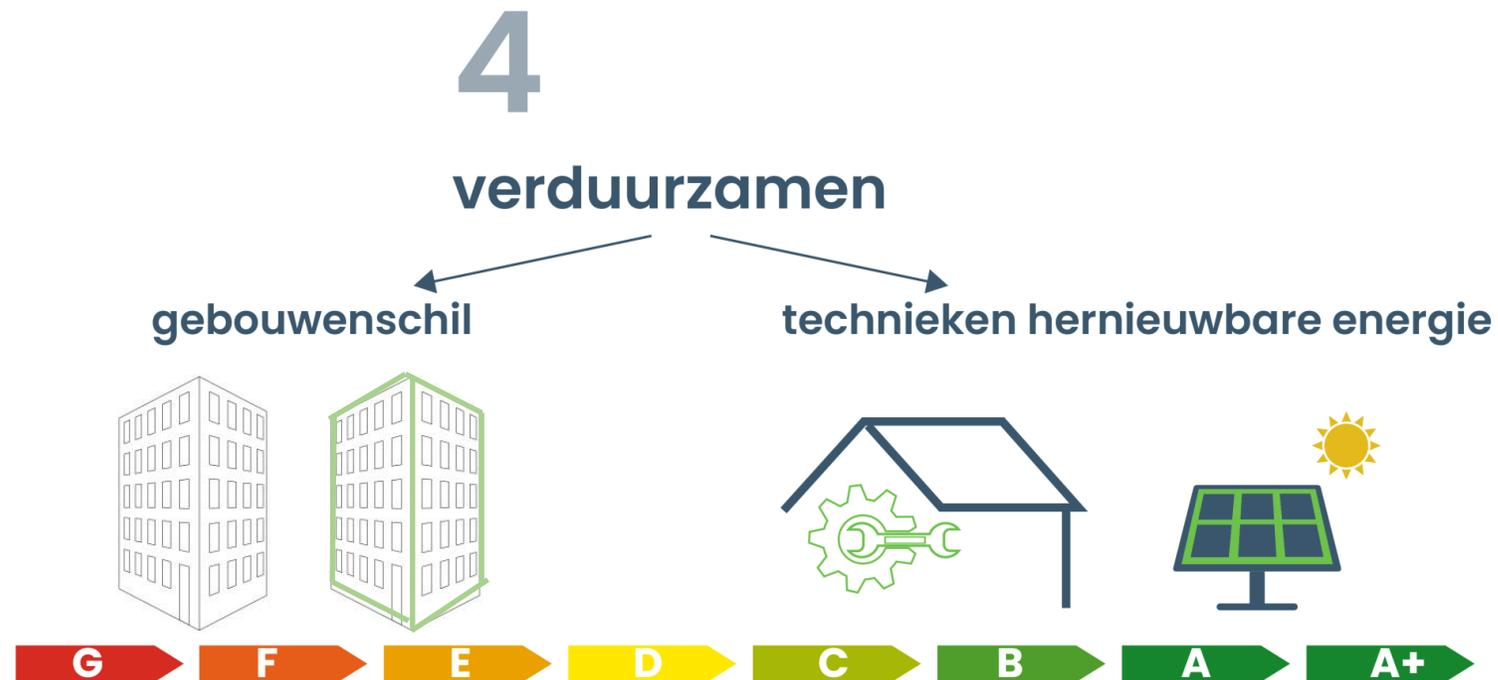 4
verduurzamen
gebouwenschil
technieken hernieuwbare energie
G F E D C B A A+